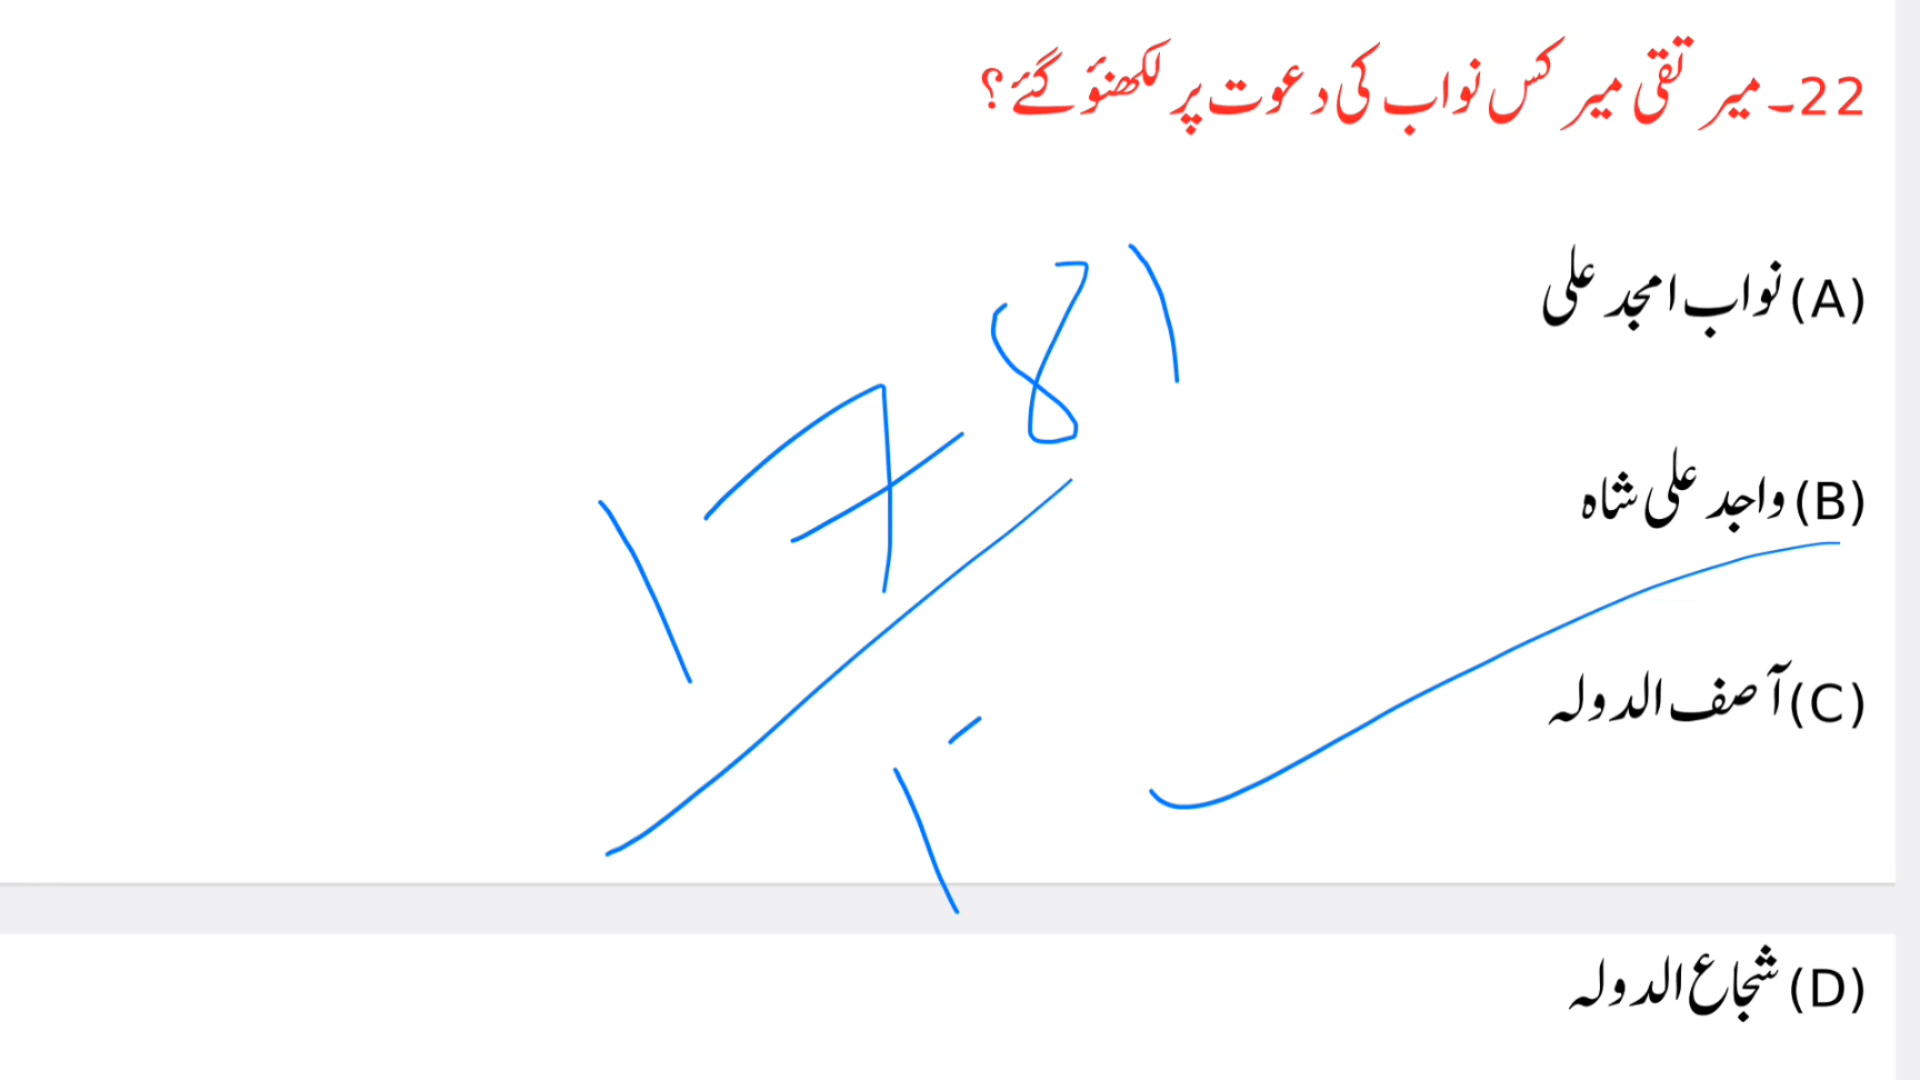 22۔ میر تقی میر کس نواب کی دعوت پر لکھنؤ گئے؟
(A) نواب امجد علی
1781
(B) واجد علی شاہ
(C) آصف الدولہ
(D) شجاع الدولہ